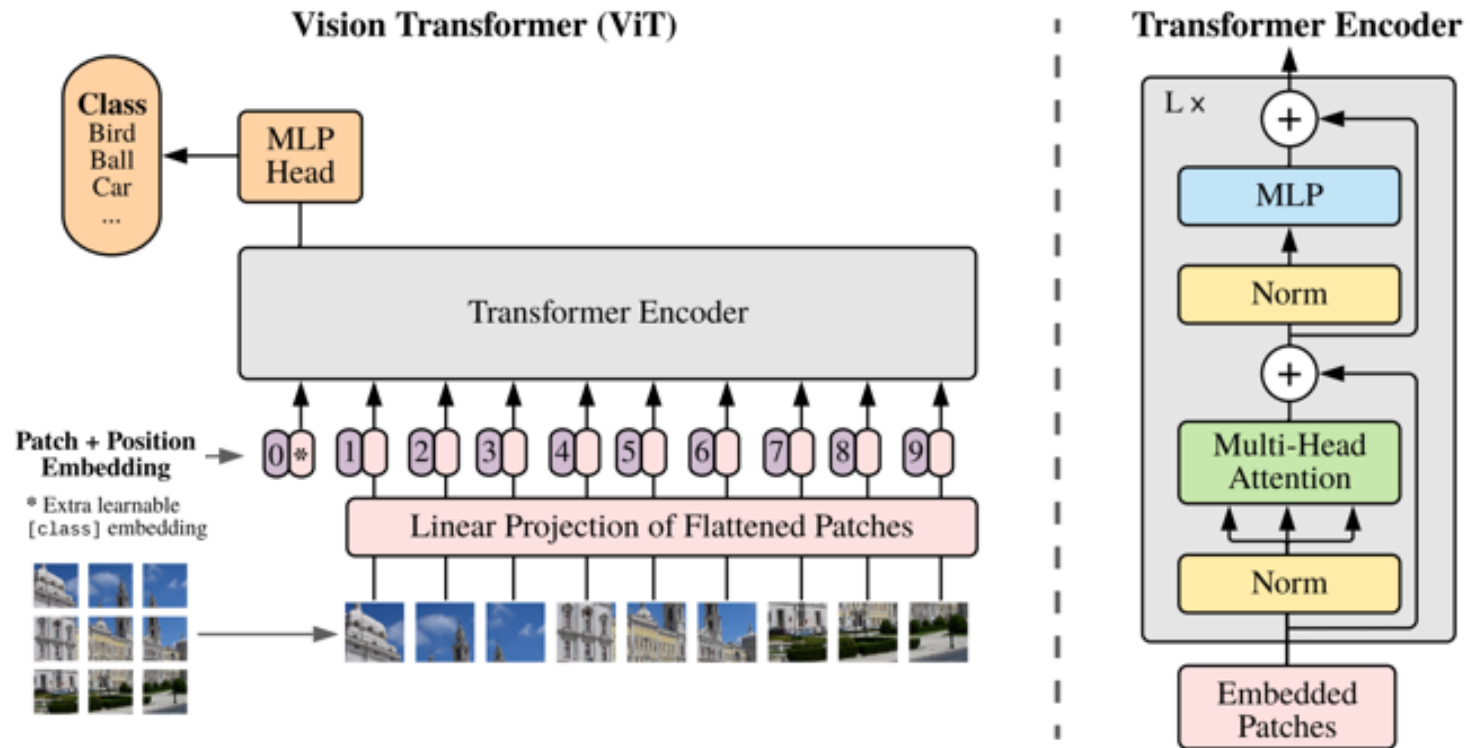 Vision Transformer (ViT)
Class
Bird
Ball
Car
...
MLP
Head
Transformer Encoder
Patch + Position
Embedding
0 * 1 2 3 4 5 6 7 8 9
* Extra learnable
[class] embedding
Linear Projection of Flattened Patches
Transformer Encoder
L ×
+
MLP
Norm
+
Multi-Head
Attention
Norm
Embedded
Patches